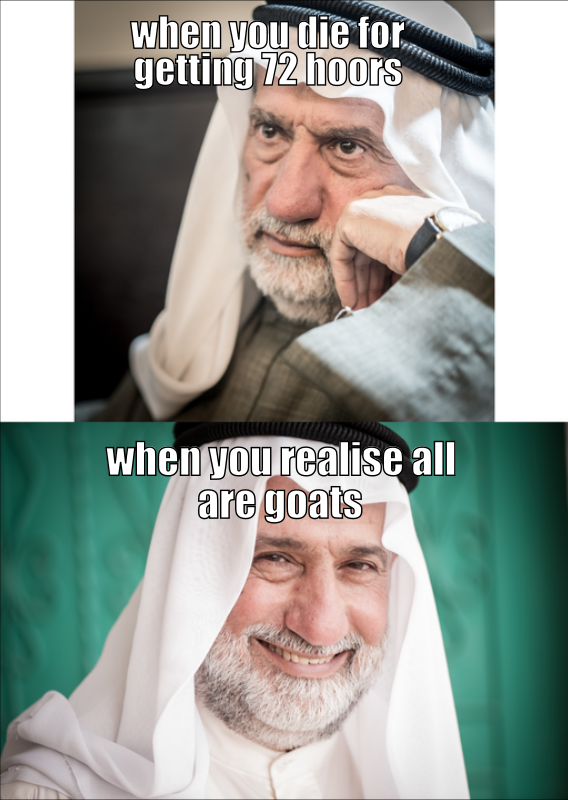 when you die for
getting 72 hoors
when you realise all
are goats